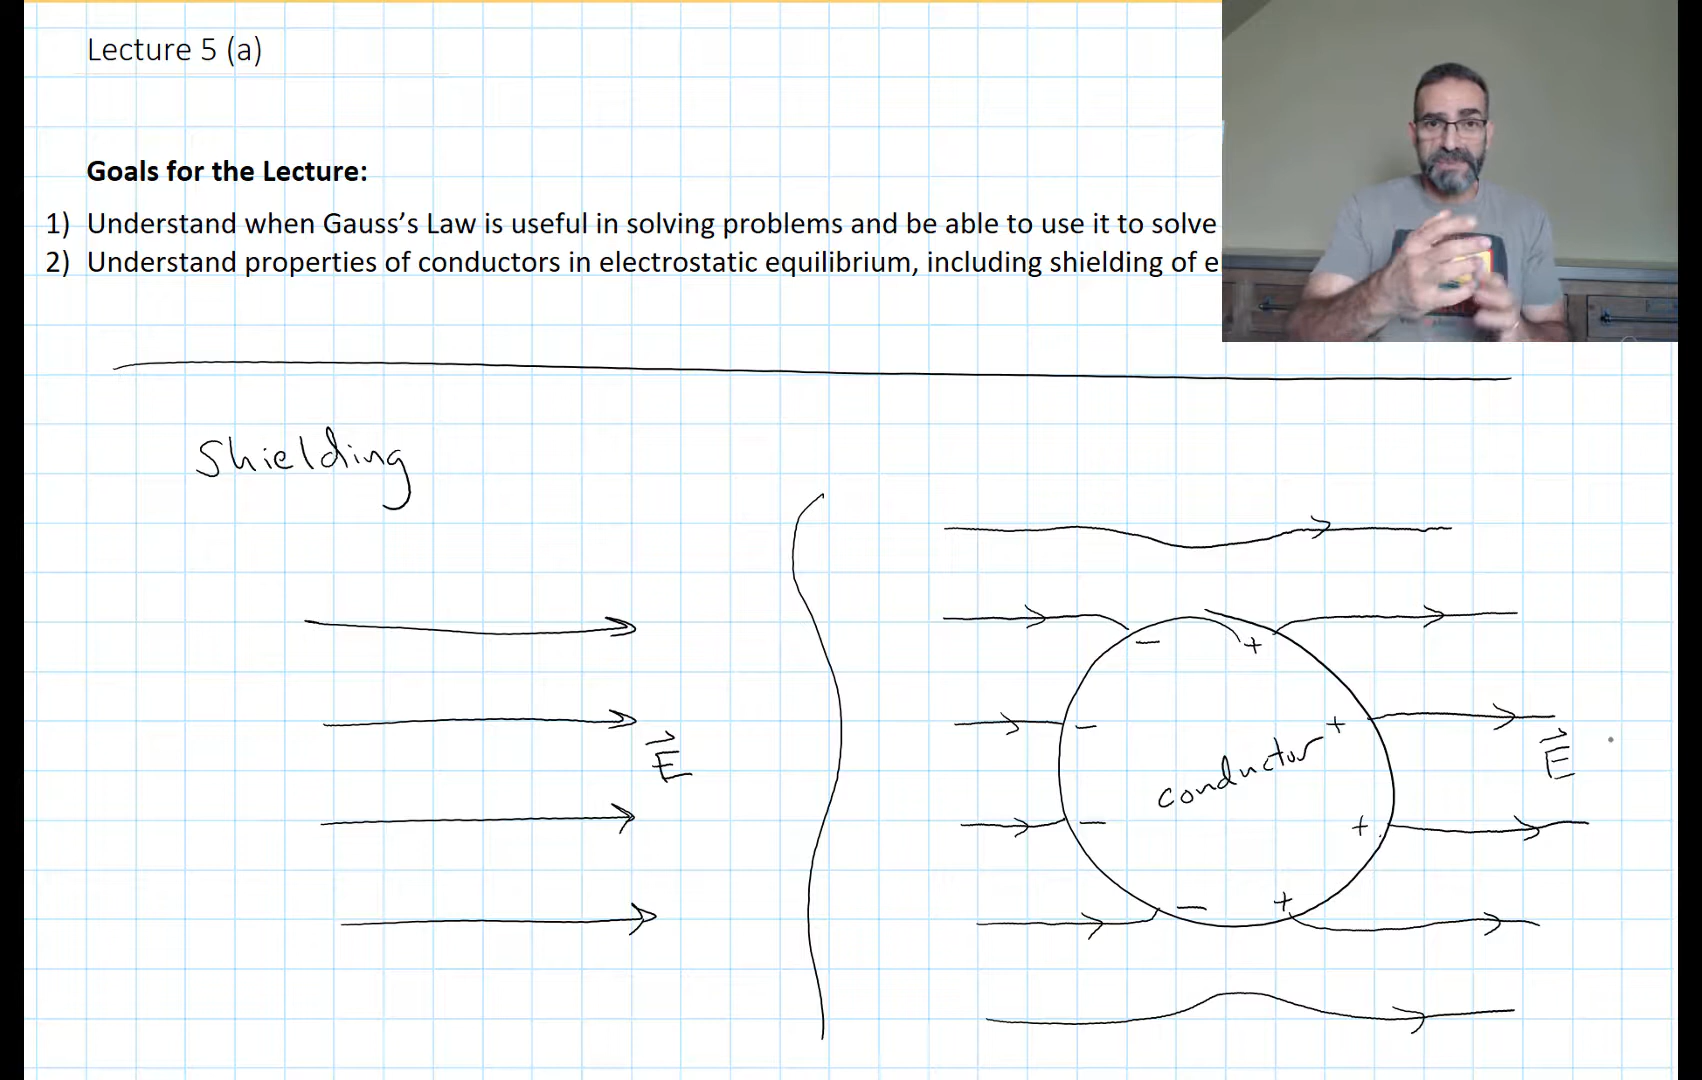 Lecture 5 (a)
Goals for the Lecture:
1) Understand when Gauss's Law is useful in solving problems and be able to use it to solve
2) Understand properties of conductors in electrostatic equilibrium, including shielding of e
Shielding
E
- +
- +
conductor
E
- +
- +